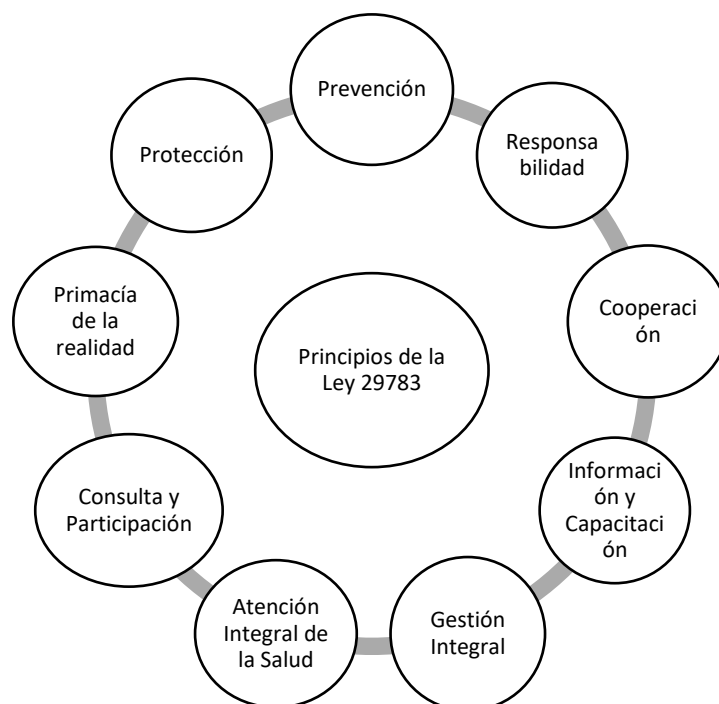 Prevención
Responsa
bilidad
Cooperaci
ón
Informaci
ón y
Capacitaci
ón
Gestión
Integral
Atención
Integral de
la Salud
Consulta y
Participación
Primacía
de la
realidad
Protección
Principios de la
Ley 29783